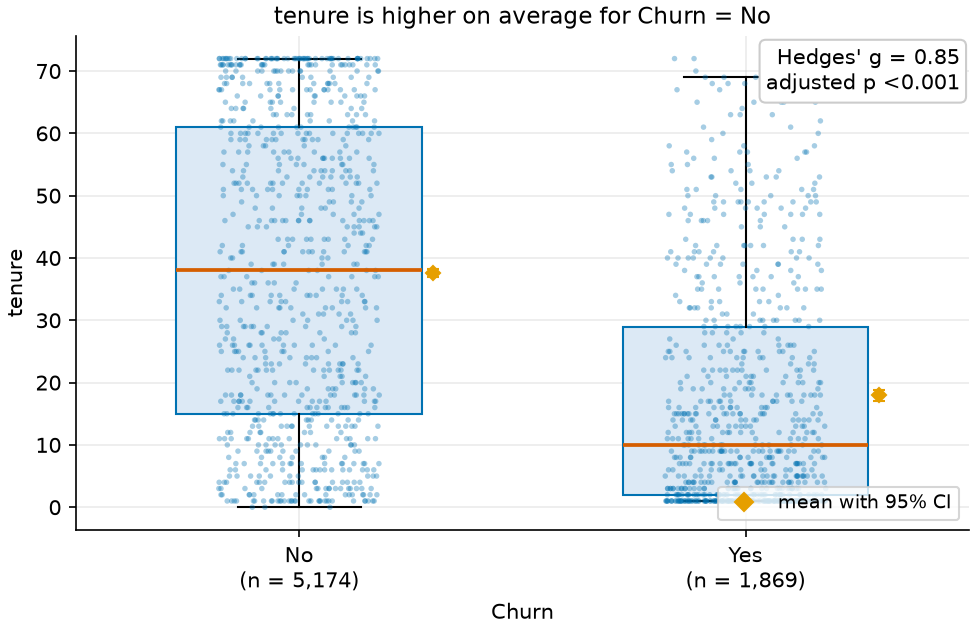 tenure is higher on average for Churn = No
Hedges' g = 0.85
adjusted p <0.001
tenure
70
60
50
40
30
20
10
0
mean with 95% CI
No
(n = 5,174)
Yes
(n = 1,869)
Churn